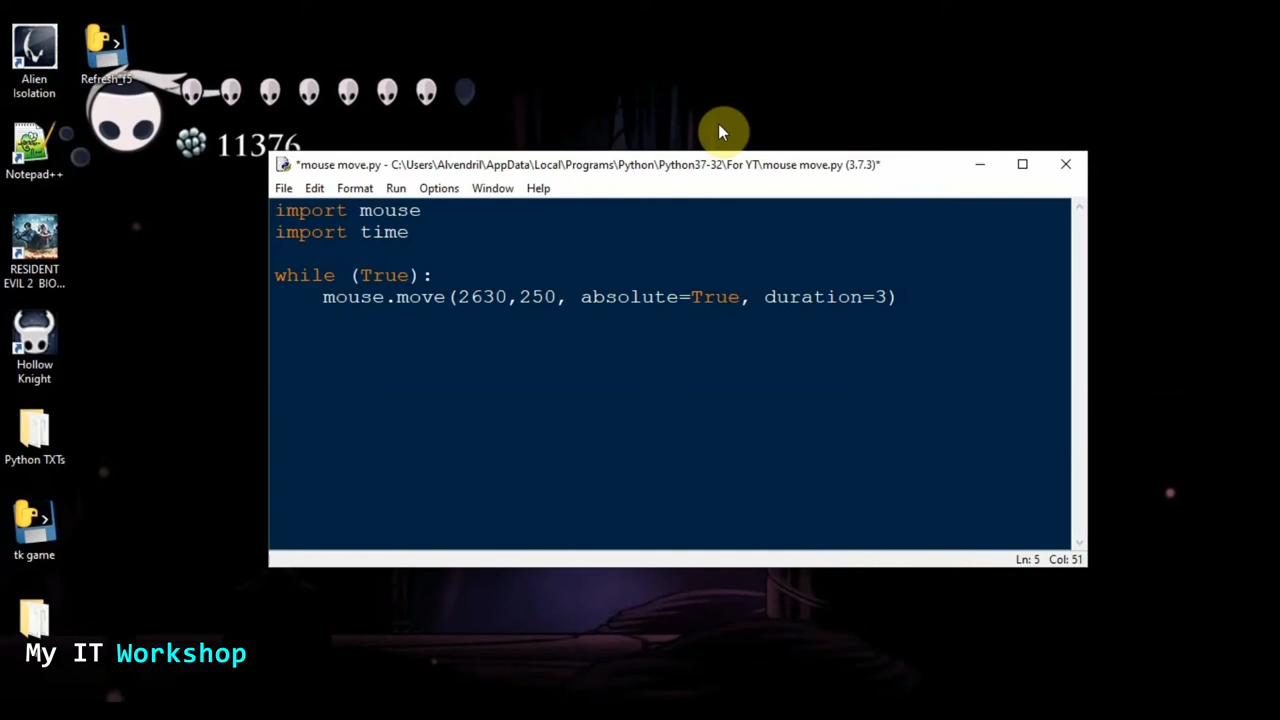 Alien
Isolation
Refresh_f5
Notepad++
11376
RESIDENT
EVIL 2 BIO...
Hollow
Knight
Python TXTs
tk game
*mouse move.py - C:\Users\Alvendril\AppData\Local\Programs\Python\Python37-32\For YT\mouse move.py (3.7.3)*
File Edit Format Run Options Window Help
import mouse
import time
while (True):
    mouse.move(2630,250, absolute=True, duration=3)
Ln: 5 Col: 51
My IT Workshop